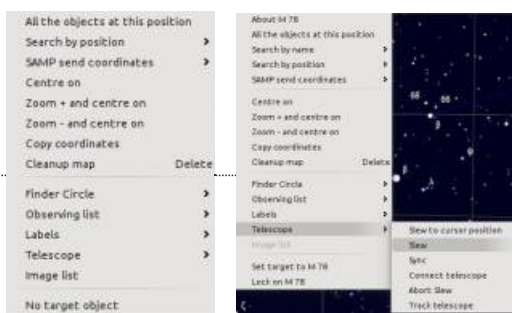 All the objects at this position
Search by position
SAMP send coordinates
Centre on
Zoom + and centre on
Zoom - and centre on
Copy coordinates
Cleanup map Delete
Finder Circle
Observing list
Labels
Telescope
Image list
No target object
About M 78
All the objects at this position
Search by name
Search by position
SAMP send coordinates
Centre on
Zoom + and centre on
Zoom - and centre on
Copy coordinates
Cleanup map Delete
Finder Circle
Observing list
Labels
Telescope
Image list
Set target to M 78
Lock on M 78
Slew to cursor position
Slew
Sync
Connect telescope
Abort Slew
Track telescope